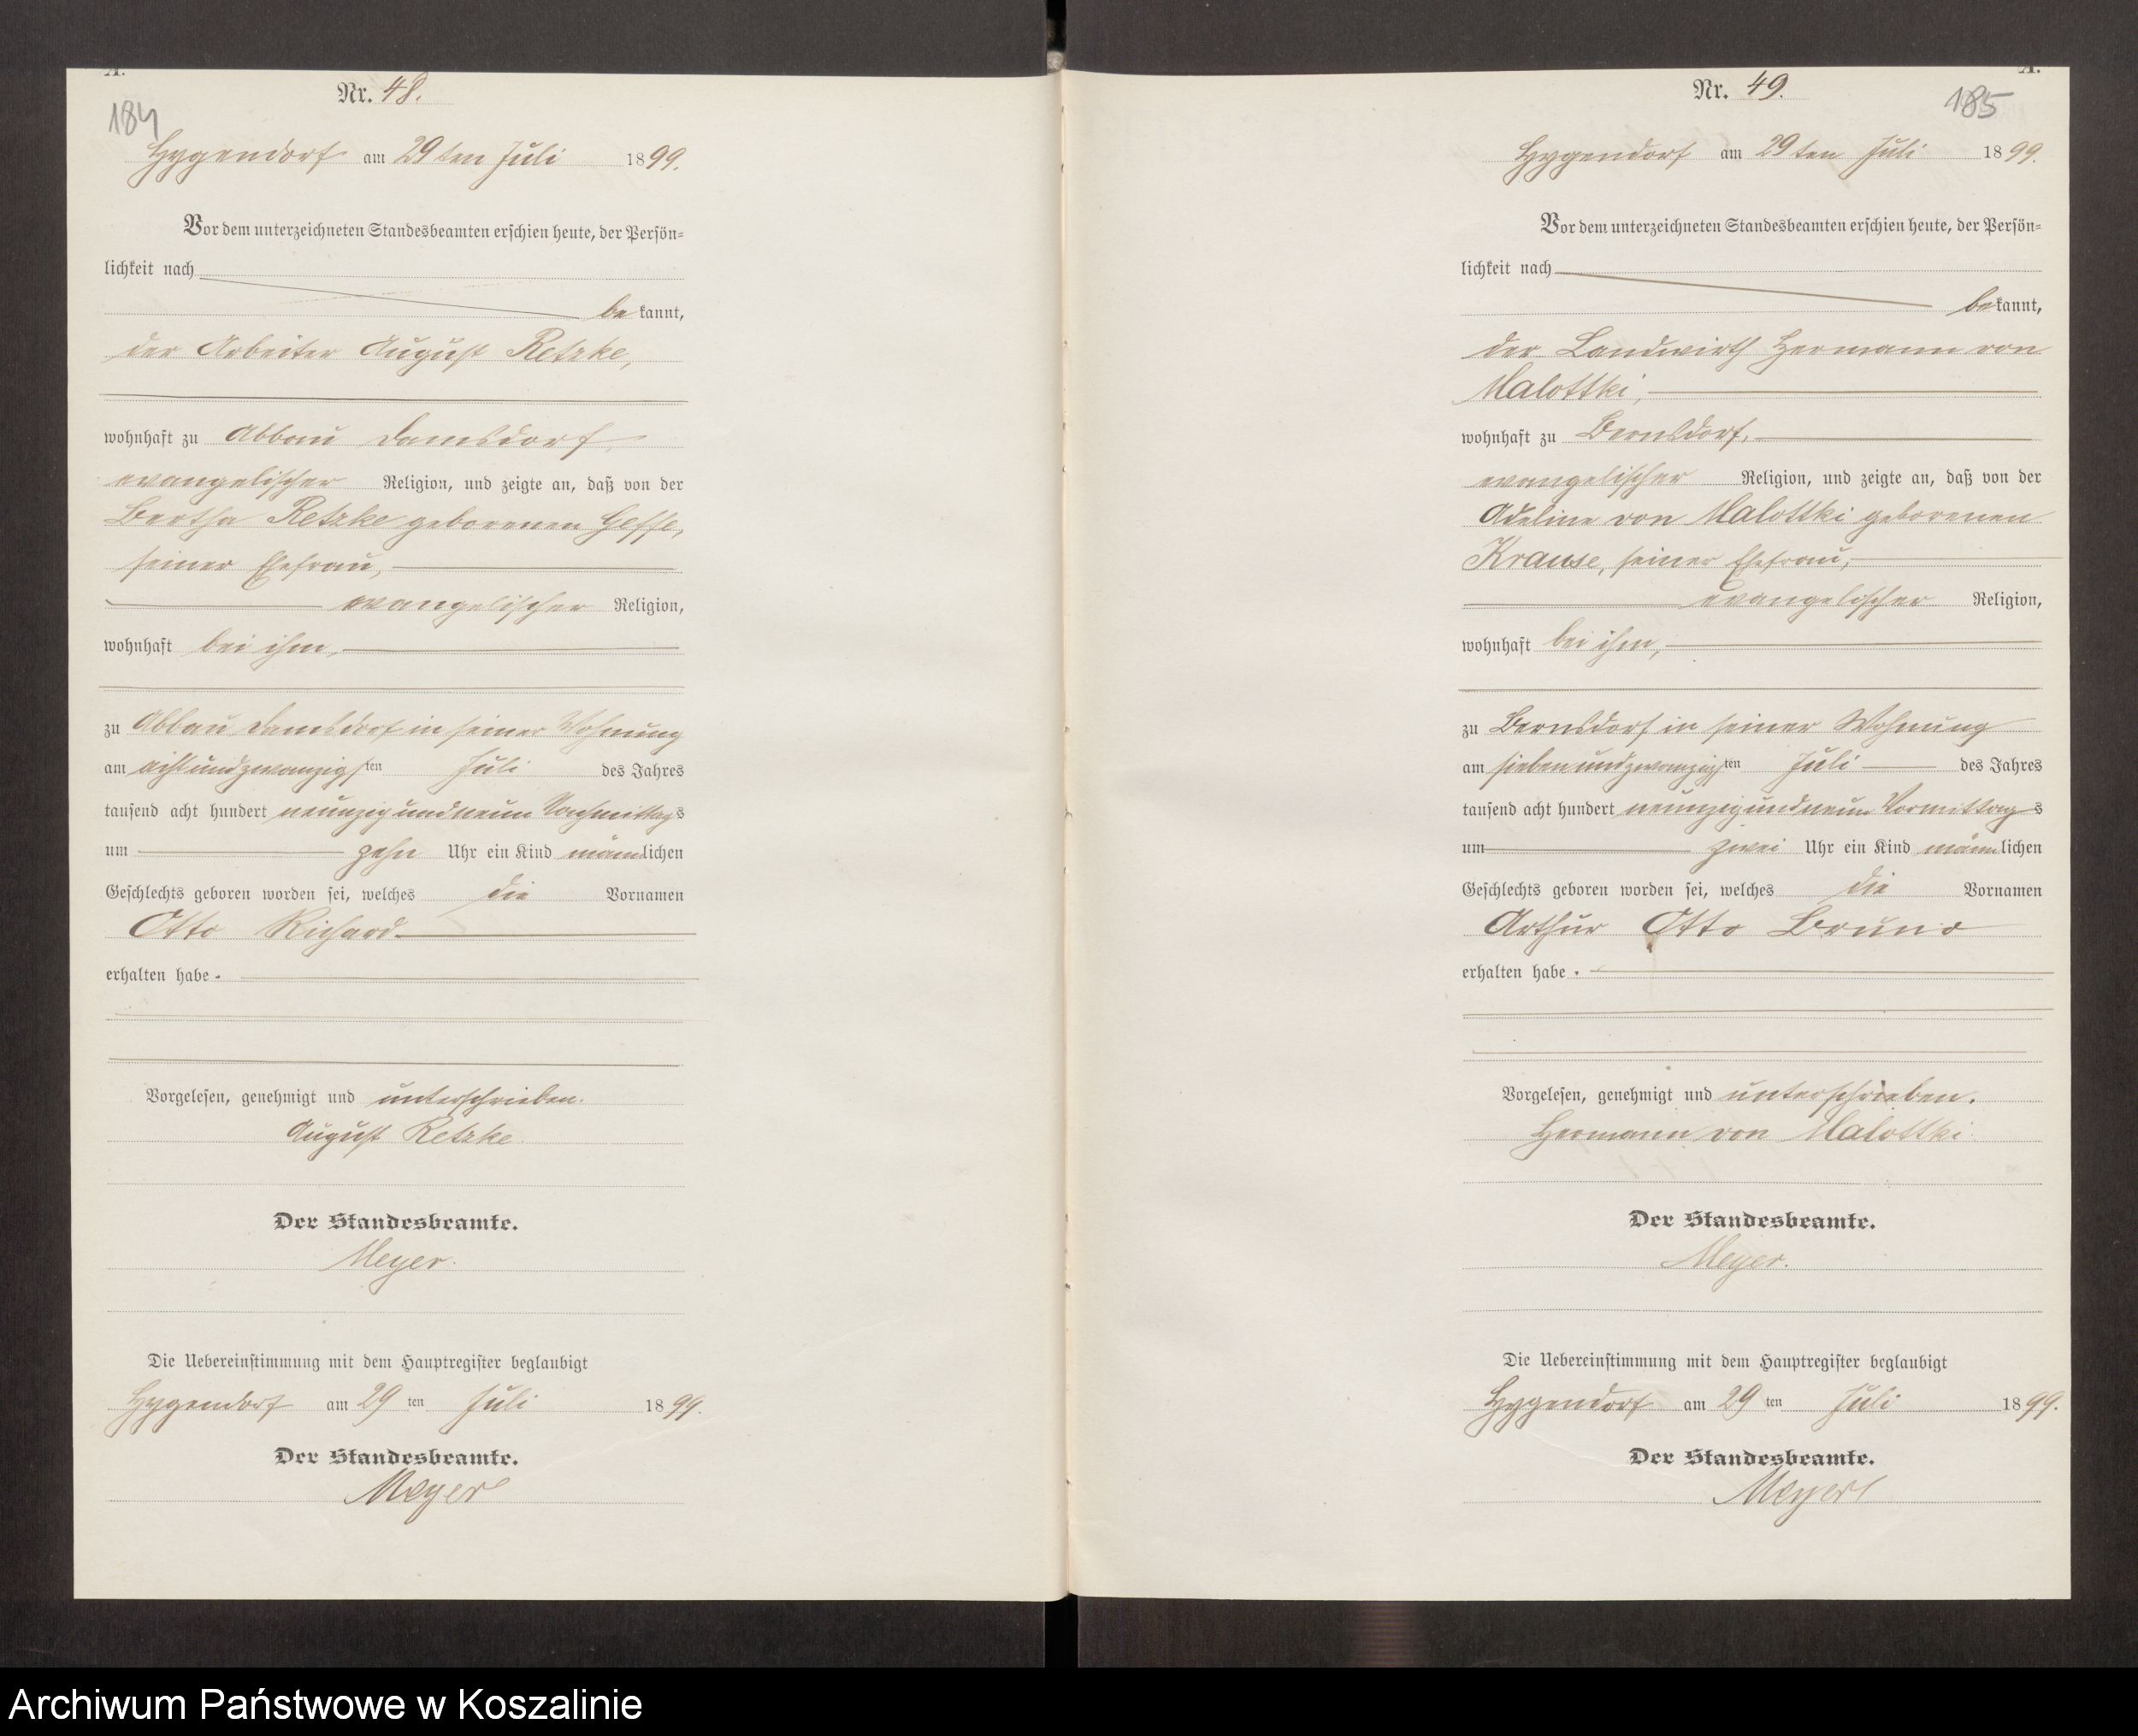 A.
Nr. 48.
184
Hygendorf am 29ten Juli 1899.
Vor dem unterzeichneten Standesbeamten erschien heute, der Persön=
lichkeit nach
bekannt,
der Arbeiter August Retzke,
wohnhaft zu Abbau Damsdorf,
evangelischer Religion, und zeigte an, daß von der
Bertha Retzke geborenen
seiner Ehefrau,
evangelischer Religion,
wohnhaft bei ihm,
zu Abbau Damsdorf in seiner Wohnung
am achtundzwanzigsten Juli des Jahres
tausend acht hundert neunzig und neun Nachmittags
um zehn Uhr ein Kind männlichen
Geschlechts geboren worden sei, welches die Vornamen
Otto Richard
erhalten habe.
Vorgelesen, genehmigt und unterschrieben.
August Retzke.
Der Standesbeamte.
Meyer.
Die Uebereinstimmung mit dem Hauptregister beglaubigt
Hygendorf am 29ten Juli 1899.
Der Standesbeamte.
Meyer
A.
Nr. 49.
185
Hygendorf am 29ten Juli 1899.
Vor dem unterzeichneten Standesbeamten erschien heute, der Persön=
lichkeit nach
bekannt,
der Landwirth Hermann von
Malottki,
wohnhaft zu Bernsdorf,
evangelischer Religion, und zeigte an, daß von der
Adeline von Malottki geborenen
Krause, seiner Ehefrau,
evangelischer Religion,
wohnhaft bei ihm,
zu Bernsdorf in seiner Wohnung
am siebenundzwanzigsten Juli des Jahres
tausend acht hundert neunzig und neun Vormittags
um zwei Uhr ein Kind männlichen
Geschlechts geboren worden sei, welches die Vornamen
Arthur Otto Bruno
erhalten habe.
Vorgelesen, genehmigt und unterschrieben.
Hermann von Malottki
Der Standesbeamte.
Meyer.
Die Uebereinstimmung mit dem Hauptregister beglaubigt
Hygendorf am 29ten Juli 1899.
Der Standesbeamte.
Meyer
Archiwum Państwowe w Koszalinie